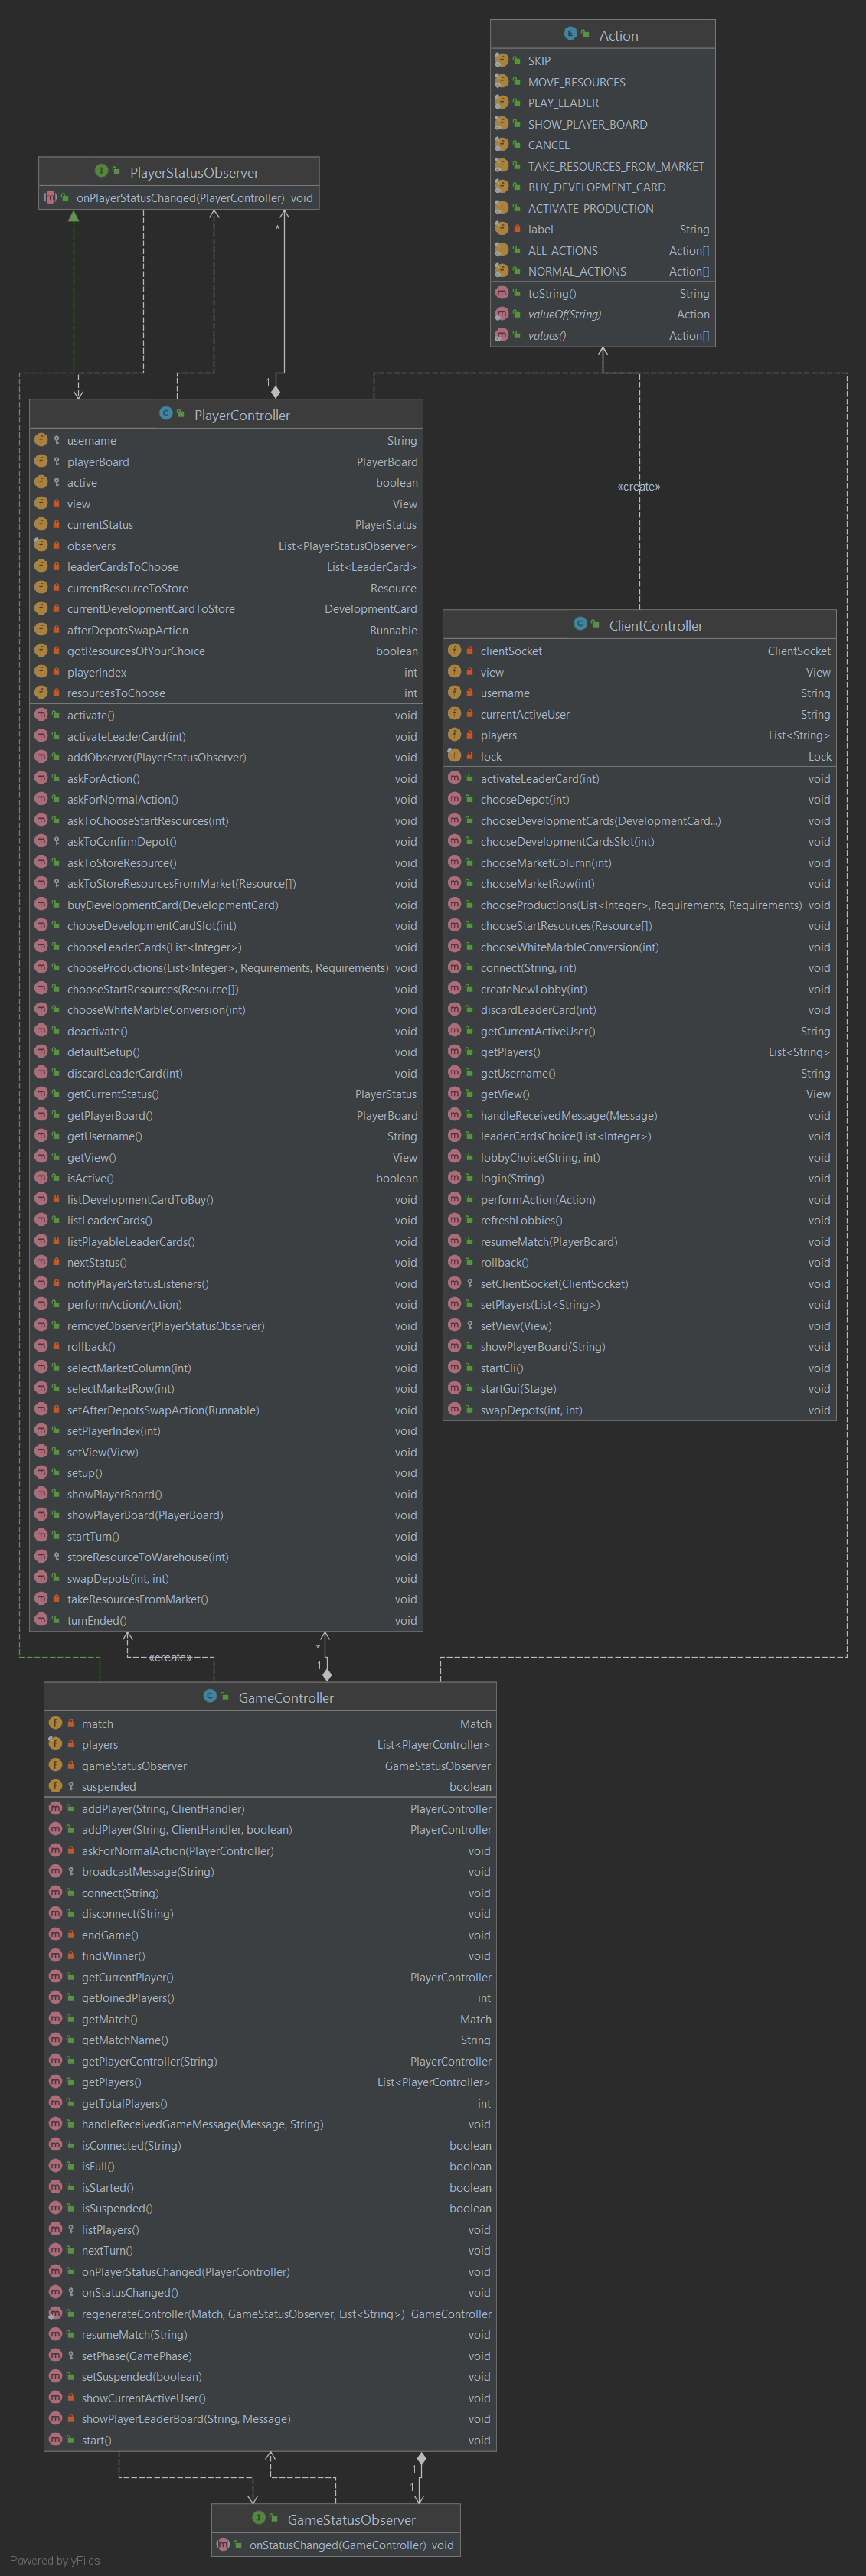 Action
SKIP
MOVE_RESOURCES
PLAY_LEADER
SHOW_PLAYER_BOARD
CANCEL
TAKE_RESOURCES_FROM_MARKET
BUY_DEVELOPMENT_CARD
ACTIVATE_PRODUCTION
label String
ALL_ACTIONS Action[]
NORMAL_ACTIONS Action[]
toString() String
valueOf(String) Action
values() Action[]
PlayerStatusObserver
onPlayerStatusChanged(PlayerController) void
*
1
PlayerController
username String
playerBoard PlayerBoard
active boolean
view View
currentStatus PlayerStatus
observers List<PlayerStatusObserver>
leaderCardsToChoose List<LeaderCard>
currentResourceToStore Resource
currentDevelopmentCardToStore DevelopmentCard
afterDepotsSwapAction Runnable
gotResourcesOfYourChoice boolean
playerIndex int
resourcesToChoose int
activate() void
activateLeaderCard(int) void
addObserver(PlayerStatusObserver) void
askForAction() void
askForNormalAction() void
askToChooseStartResources(int) void
askToConfirmDepot() void
askToStoreResource() void
askToStoreResourcesFromMarket(Resource[]) void
buyDevelopmentCard(DevelopmentCard) void
chooseDevelopmentCardSlot(int) void
chooseLeaderCards(List<Integer>) void
chooseProductions(List<Integer>, Requirements, Requirements) void
chooseStartResources(Resource[]) void
chooseWhiteMarbleConversion(int) void
deactivate() void
defaultSetup() void
discardLeaderCard(int) void
getCurrentStatus() PlayerStatus
getPlayerBoard() PlayerBoard
getUsername() String
getView() View
isActive() boolean
listDevelopmentCardToBuy() void
listLeaderCards() void
listPlayableLeaderCards() void
nextStatus() void
notifyPlayerStatusListeners() void
performAction(Action) void
removeObserver(PlayerStatusObserver) void
rollback() void
selectMarketColumn(int) void
selectMarketRow(int) void
setAfterDepotsSwapAction(Runnable) void
setPlayerIndex(int) void
setView(View) void
setup() void
showPlayerBoard() void
showPlayerBoard(PlayerBoard) void
startTurn() void
storeResourceToWarehouse(int) void
swapDepots(int, int) void
takeResourcesFromMarket() void
turnEnded() void
«create»
ClientController
clientSocket ClientSocket
view View
username String
currentActiveUser String
players List<String>
lock Lock
activateLeaderCard(int) void
chooseDepot(int) void
chooseDevelopmentCards(DevelopmentCard...) void
chooseDevelopmentCardsSlot(int) void
chooseMarketColumn(int) void
chooseMarketRow(int) void
chooseProductions(List<Integer>, Requirements, Requirements) void
chooseStartResources(Resource[]) void
chooseWhiteMarbleConversion(int) void
connect(String, int) void
createNewLobby(int) void
discardLeaderCard(int) void
getCurrentActiveUser() String
getPlayers() List<String>
getUsername() String
getView() View
handleReceivedMessage(Message) void
leaderCardsChoice(List<Integer>) void
lobbyChoice(String, int) void
login(String) void
performAction(Action) void
refreshLobbies() void
resumeMatch(PlayerBoard) void
rollback() void
setClientSocket(ClientSocket) void
setPlayers(List<String>) void
setView(View) void
showPlayerBoard(String) void
startCli() void
startGui(Stage) void
swapDepots(int, int) void
*
«create»
1
GameController
match Match
players List<PlayerController>
gameStatusObserver GameStatusObserver
suspended boolean
addPlayer(String, ClientHandler) PlayerController
addPlayer(String, ClientHandler, boolean) PlayerController
askForNormalAction(PlayerController) void
broadcastMessage(String) void
connect(String) void
disconnect(String) void
endGame() void
findWinner() void
getCurrentPlayer() PlayerController
getJoinedPlayers() int
getMatch() Match
getMatchName() String
getPlayerController(String) PlayerController
getPlayers() List<PlayerController>
getTotalPlayers() int
handleReceivedGameMessage(Message, String) void
isConnected(String) boolean
isFull() boolean
isStarted() boolean
isSuspended() boolean
listPlayers() void
nextTurn() void
onPlayerStatusChanged(PlayerController) void
onStatusChanged() void
regenerateController(Match, GameStatusObserver, List<String>) GameController
resumeMatch(String) void
setPhase(GamePhase) void
setSuspended(boolean) void
showCurrentActiveUser() void
showPlayerLeaderBoard(String, Message) void
start() void
1
1
GameStatusObserver
onStatusChanged(GameController) void
Powered by yFiles